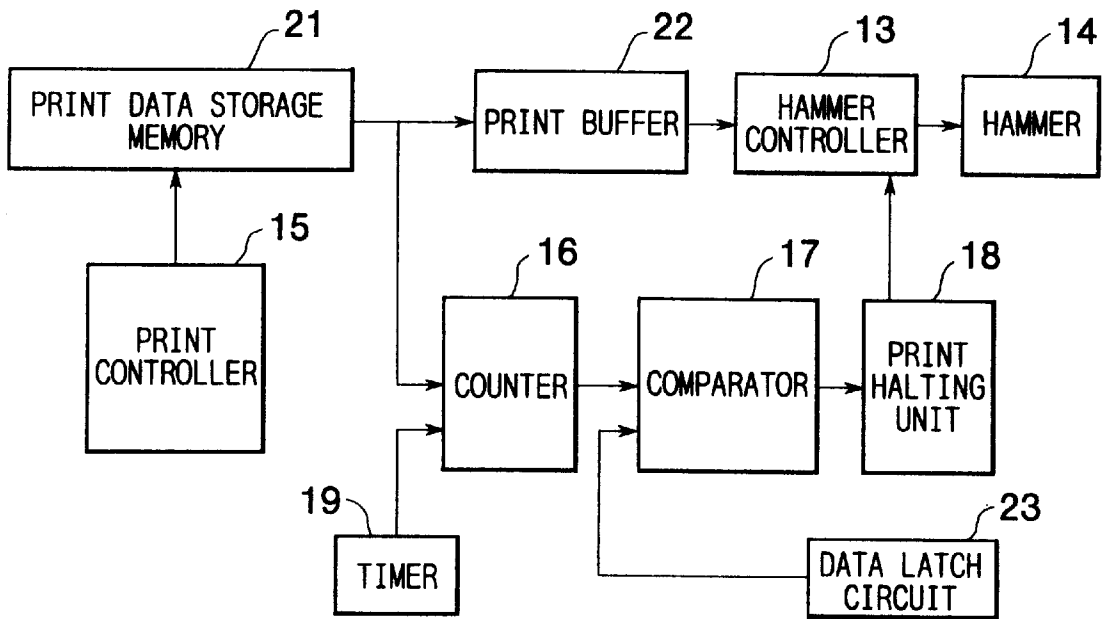 21
22
13
14
PRINT DATA STORAGE
MEMORY
PRINT BUFFER
HAMMER
CONTROLLER
HAMMER
15
16
17
18
PRINT
CONTROLLER
COUNTER
COMPARATOR
PRINT
HALTING
UNIT
19
23
TIMER
DATA LATCH
CIRCUIT